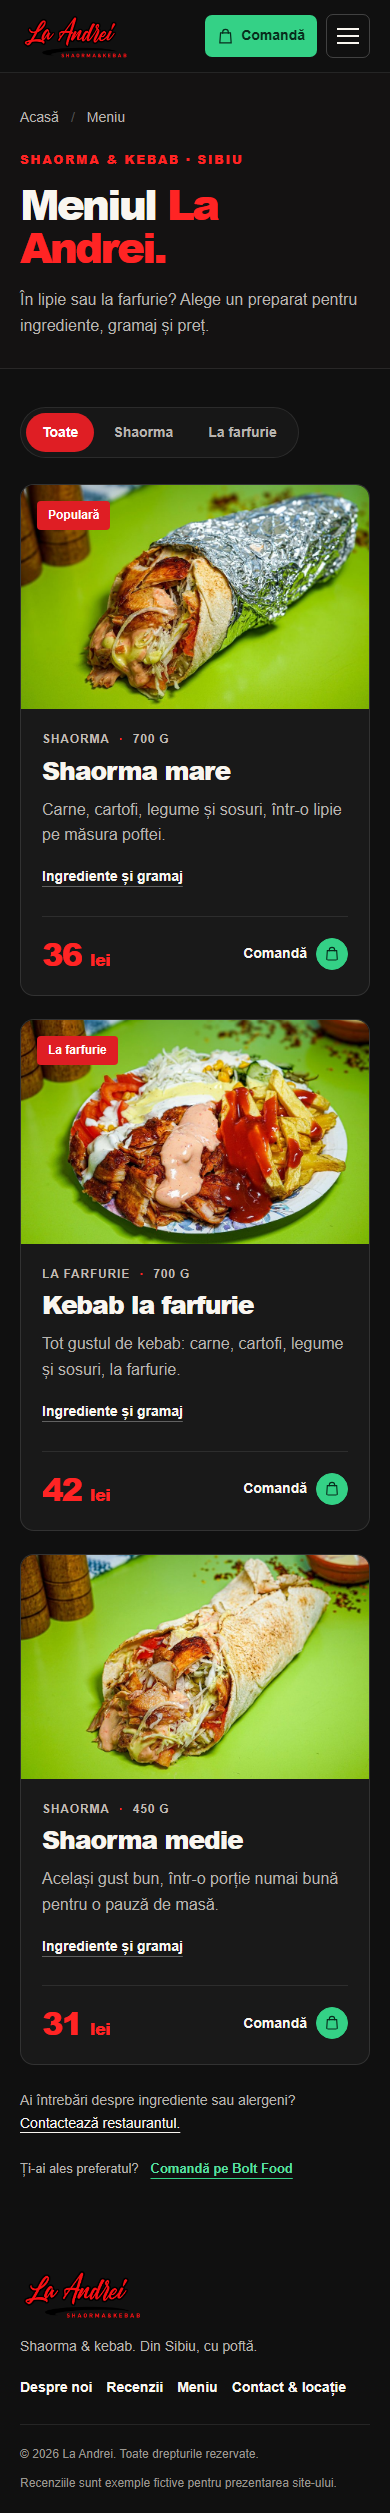 La Andrei
SHAORMA&KEBAB
Comandă
Acasă / Meniu
SHAORMA & KEBAB • SIBIU
Meniul La
Andrei.
În lipie sau la farfurie? Alege un preparat pentru
ingrediente, gramaj și preț.
Toate Shaorma La farfurie
Populară
SHAORMA · 700 G
Shaorma mare
Carne, cartofi, legume și sosuri, într-o lipie
pe măsura poftei.
Ingrediente și gramaj
36 lei Comandă
La farfurie
LA FARFURIE · 700 G
Kebab la farfurie
Tot gustul de kebab: carne, cartofi, legume
și sosuri, la farfurie.
Ingrediente și gramaj
42 lei Comandă
SHAORMA · 450 G
Shaorma medie
Același gust bun, într-o porție numai bună
pentru o pauză de masă.
Ingrediente și gramaj
31 lei Comandă
Ai întrebări despre ingrediente sau alergeni?
Contactează restaurantul.
Ți-ai ales preferatul? Comandă pe Bolt Food
La Andrei
SHAORMA&KEBAB
Shaorma & kebab. Din Sibiu, cu poftă.
Despre noi Recenzii Meniu Contact & locație
© 2026 La Andrei. Toate drepturile rezervate.
Recenziile sunt exemple fictive pentru prezentarea site-ului.